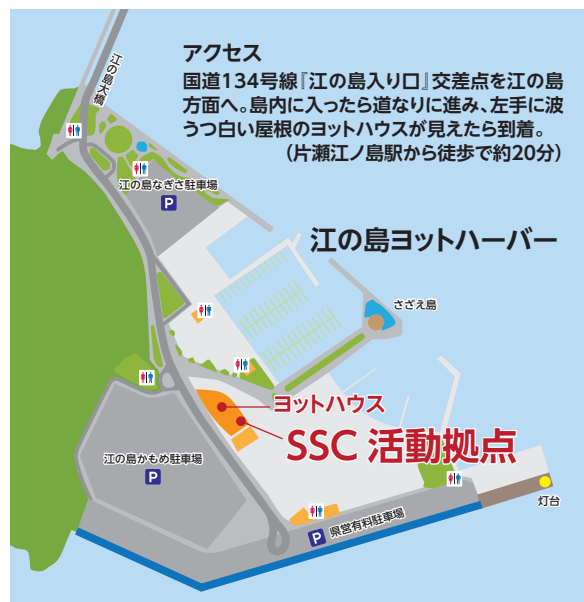 アクセス
国道134号線『江の島入り口』交差点を江の島
方面へ。島内に入ったら道なりに進み、左手に波
うつ白い屋根のヨットハウスが見えたら到着。
（片瀬江ノ島駅から徒歩で約20分）
江の島大橋
江の島なぎさ駐車場
P
江の島ヨットハーバー
さざえ島
ヨットハウス
SSC 活動拠点
江の島かもめ駐車場
P
灯台
P 県営有料駐車場